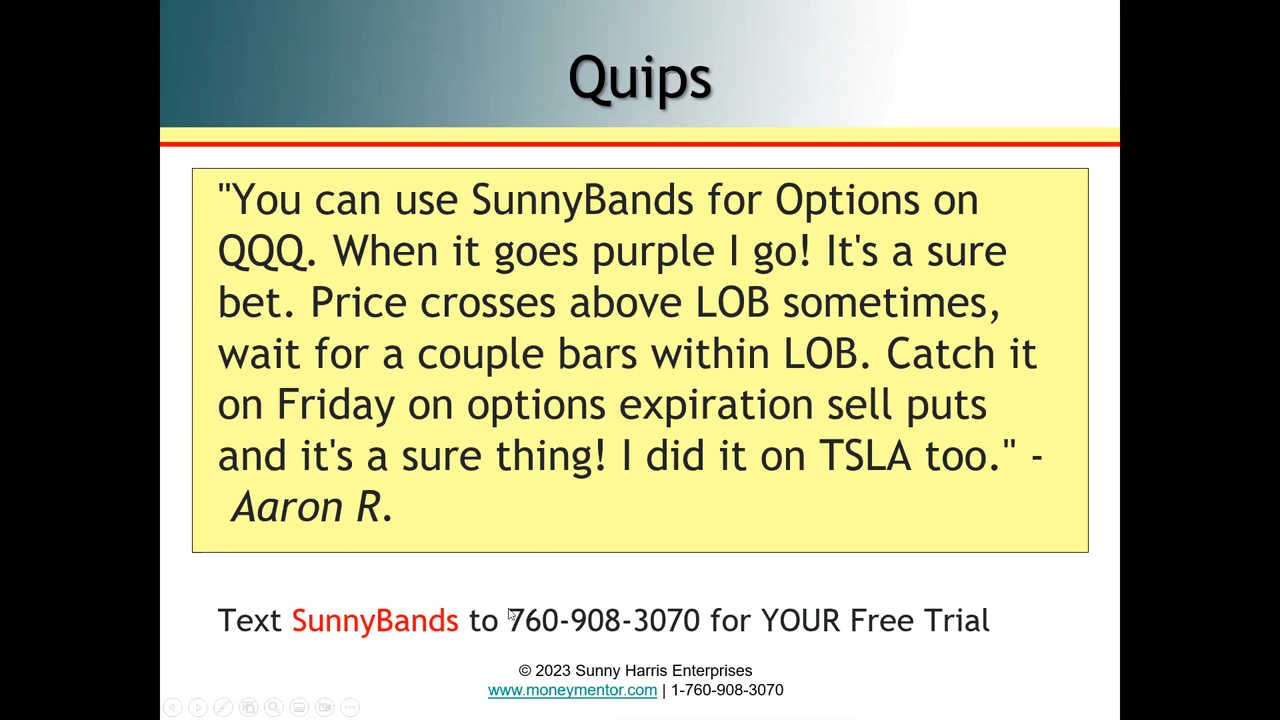 Quips
"You can use SunnyBands for Options on
QQQ. When it goes purple I go! It's a sure
bet. Price crosses above LOB sometimes,
wait for a couple bars within LOB. Catch it
on Friday on options expiration sell puts
and it's a sure thing! I did it on TSLA too." -
Aaron R.
Text SunnyBands to 760-908-3070 for YOUR Free Trial
© 2023 Sunny Harris Enterprises
www.moneymentor.com | 1-760-908-3070